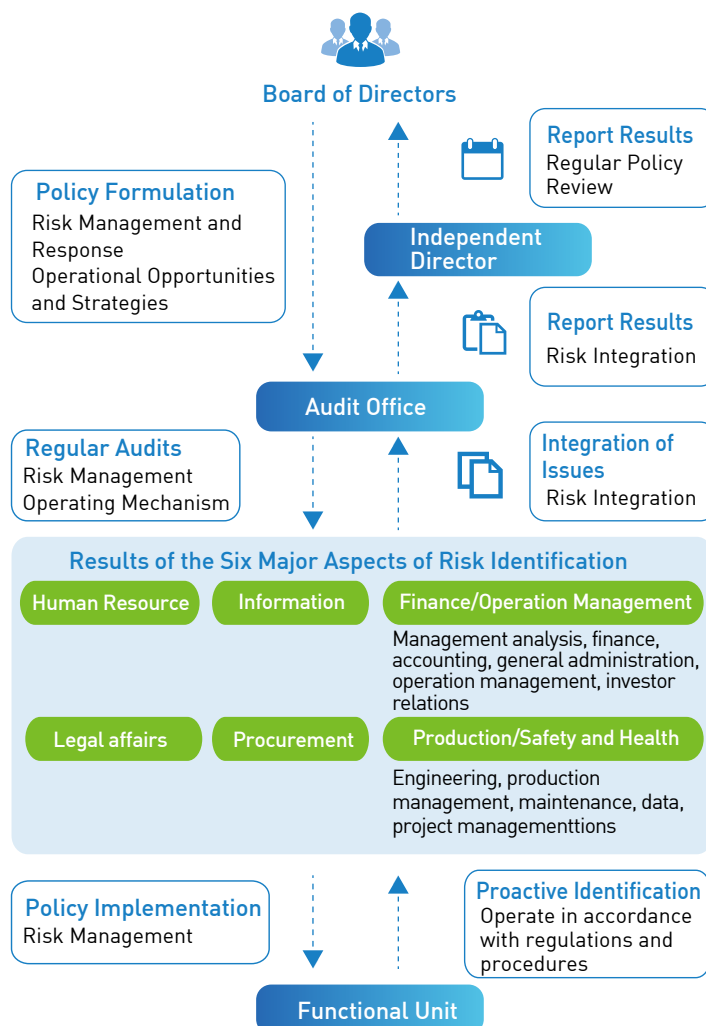 Board of Directors
Report Results
Regular Policy
Review
Policy Formulation
Risk Management and
Response
Operational Opportunities
and Strategies
Independent
Director
Report Results
Risk Integration
Audit Office
Regular Audits
Risk Management
Operating Mechanism
Integration of
Issues
Risk Integration
Results of the Six Major Aspects of Risk Identification
Human Resource
Information
Finance/Operation Management
Management analysis, finance,
accounting, general administration,
operation management, investor
relations
Legal affairs
Procurement
Production/Safety and Health
Engineering, production
management, maintenance, data,
project managementtions
Policy Implementation
Risk Management
Proactive Identification
Operate in accordance
with regulations and
procedures
Functional Unit